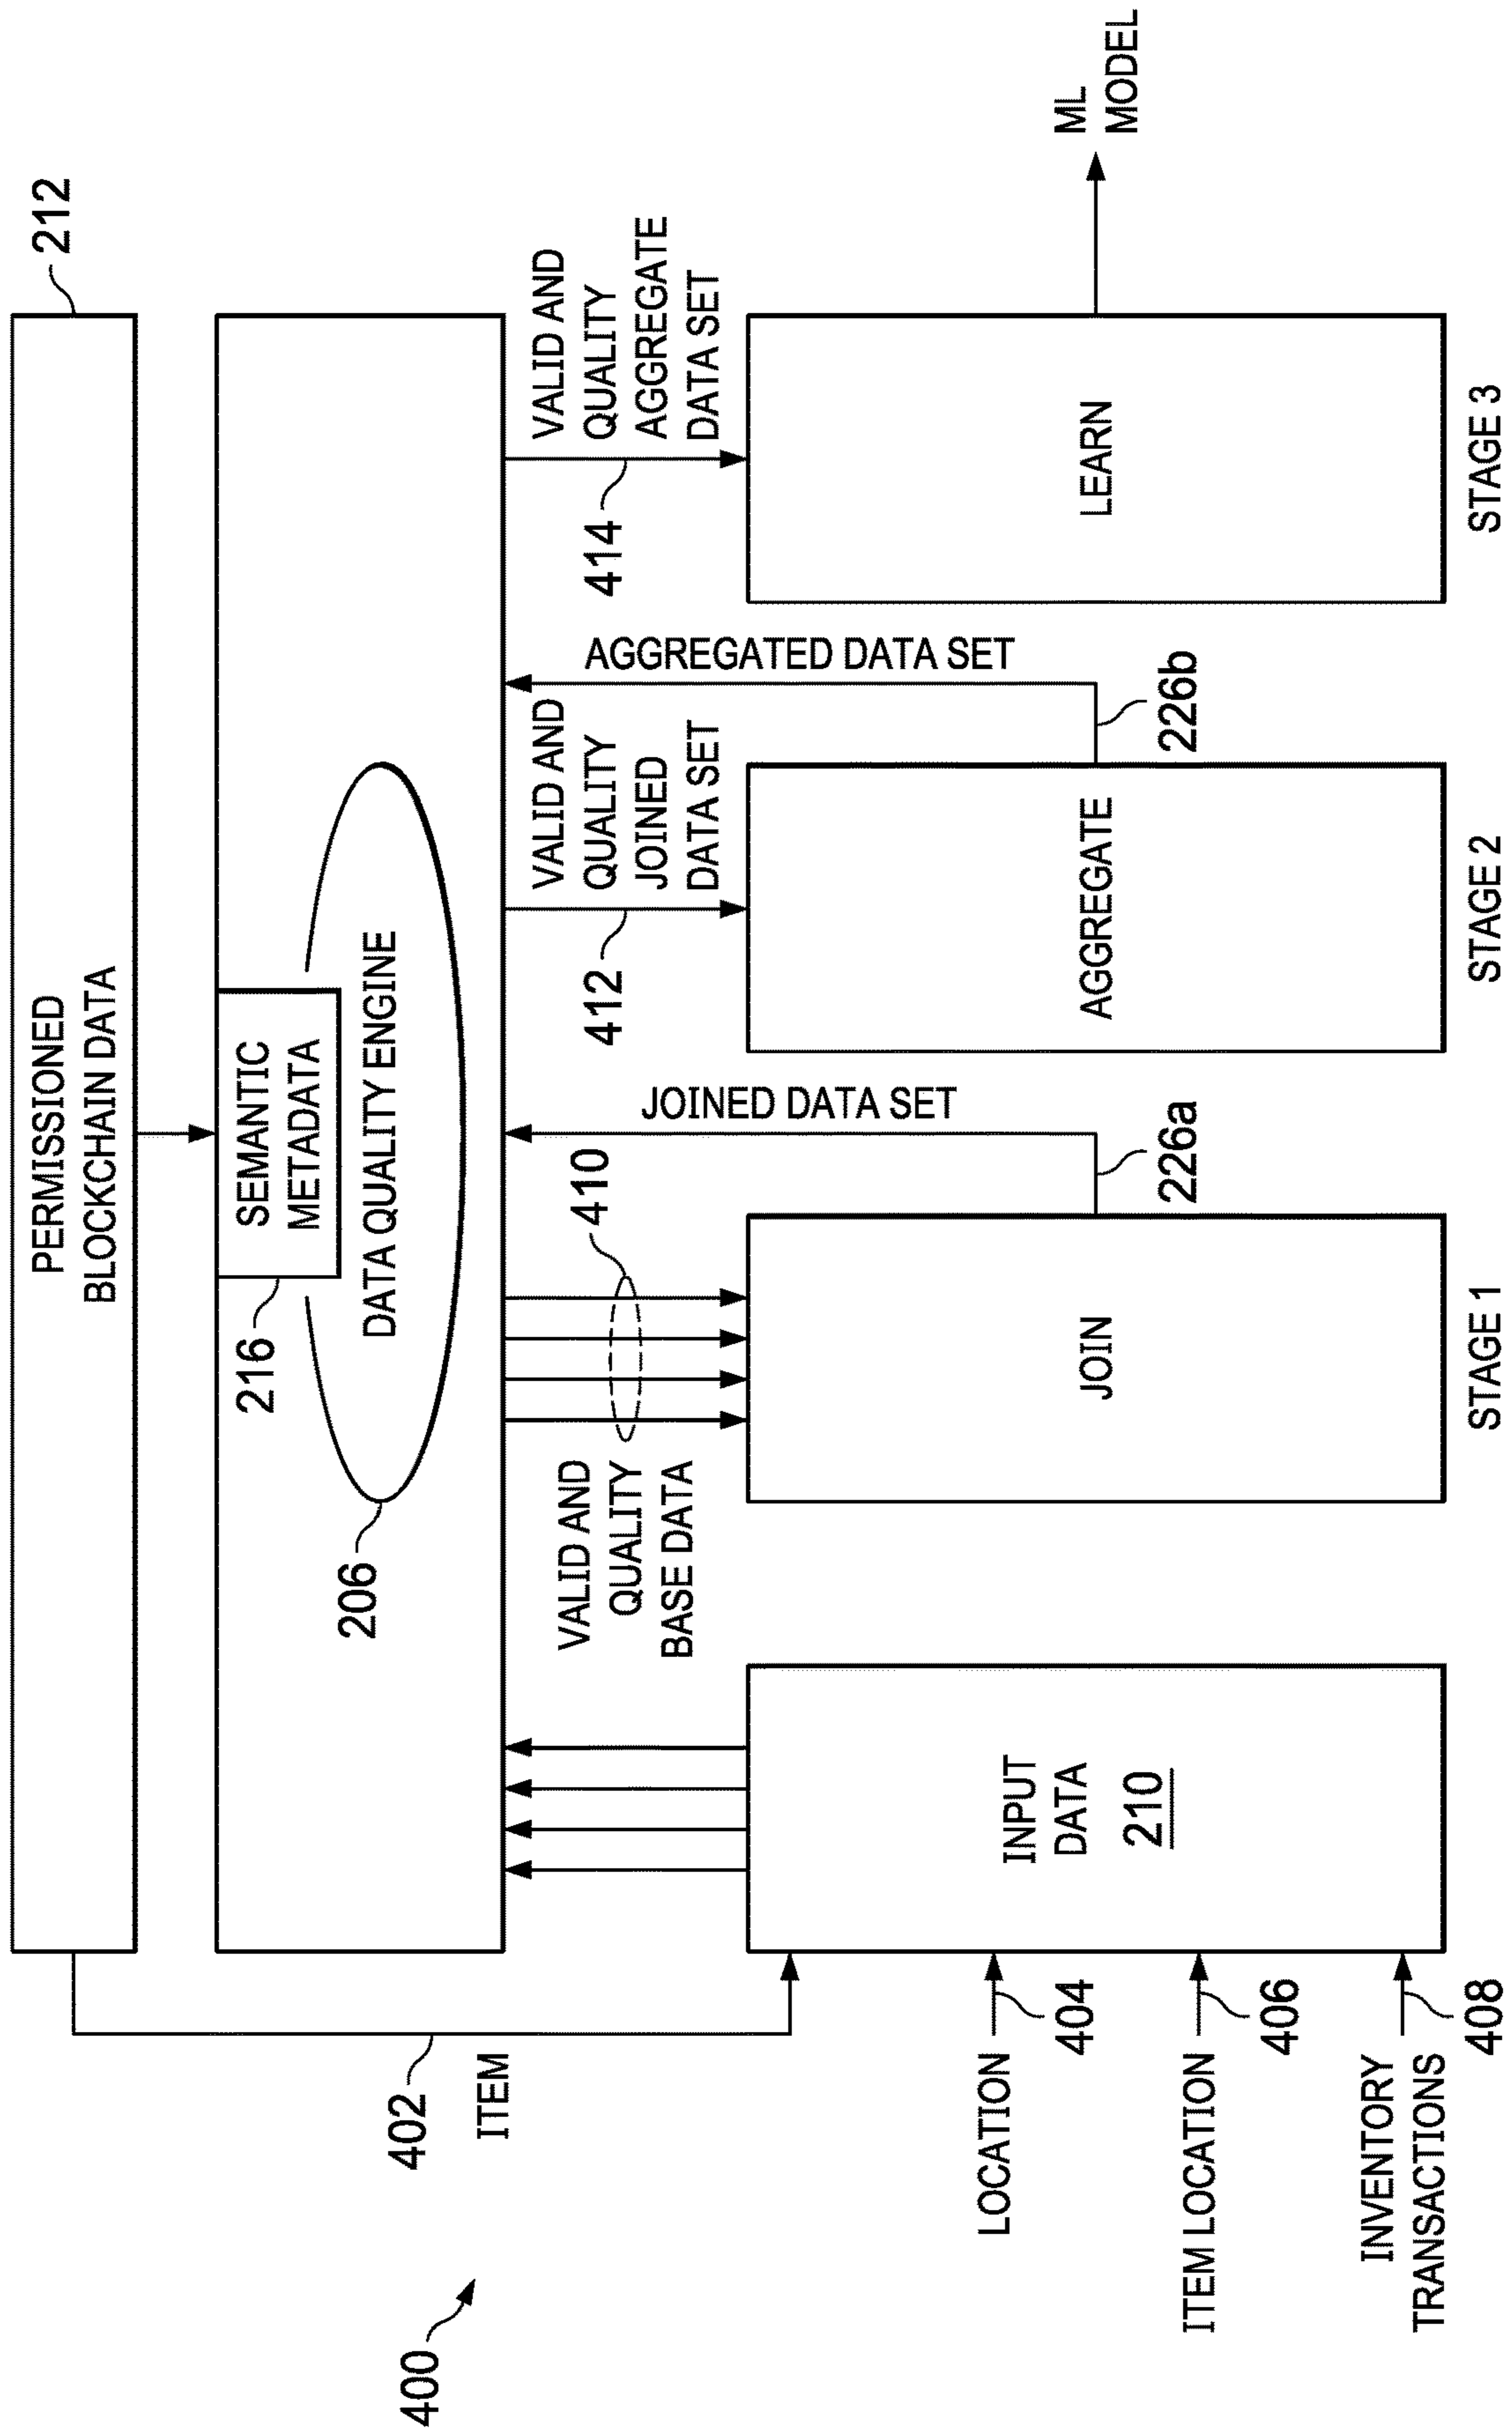 400
PERMISSIONED
BLOCKCHAIN DATA
212
SEMANTIC
METADATA
216
DATA QUALITY ENGINE
206
402
ITEM
VALID AND
QUALITY
BASE DATA
410
JOINED DATA SET
226a
VALID AND
QUALITY
JOINED
DATA SET
412
AGGREGATED DATA SET
226b
VALID AND
QUALITY
AGGREGATE
DATA SET
414
LOCATION
404
ITEM LOCATION
406
INVENTORY
TRANSACTIONS
408
INPUT
DATA
210
JOIN
AGGREGATE
LEARN
ML
MODEL
STAGE 1
STAGE 2
STAGE 3